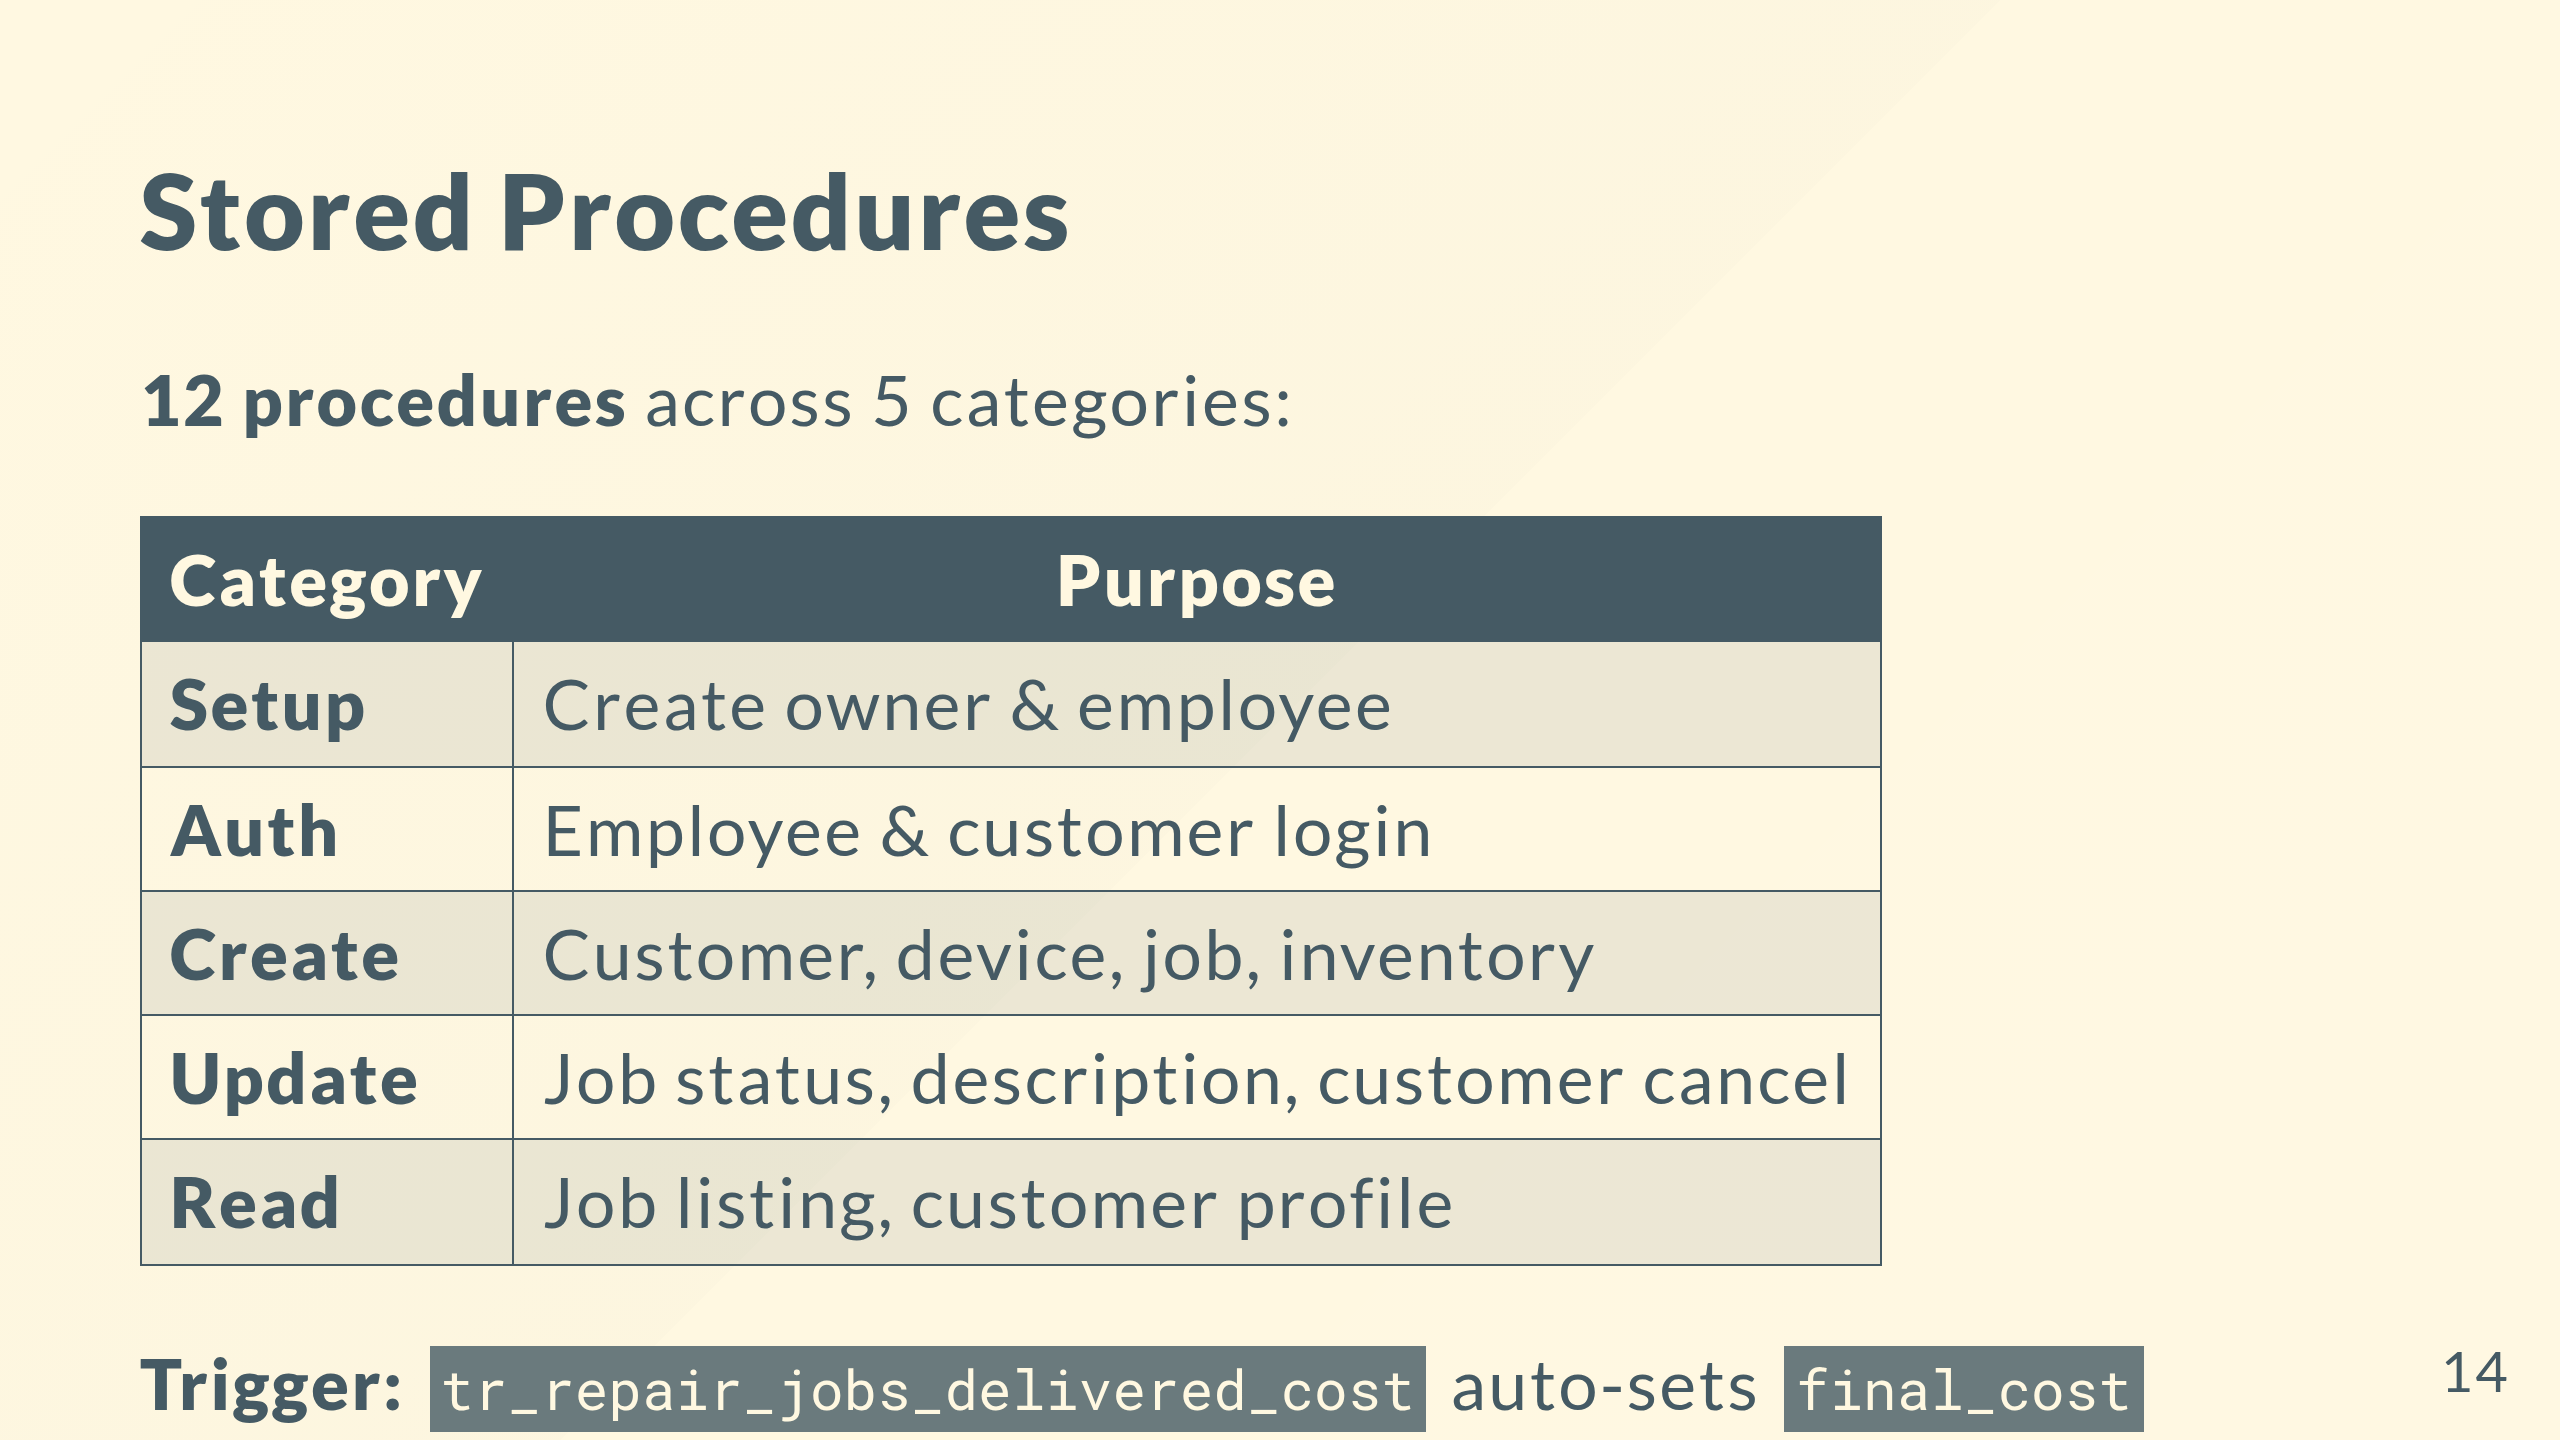 Stored Procedures
12 procedures across 5 categories:
Category Purpose
Setup Create owner & employee
Auth Employee & customer login
Create Customer, device, job, inventory
Update Job status, description, customer cancel
Read Job listing, customer profile
Trigger: tr_repair_jobs_delivered_cost auto-sets final_cost
14